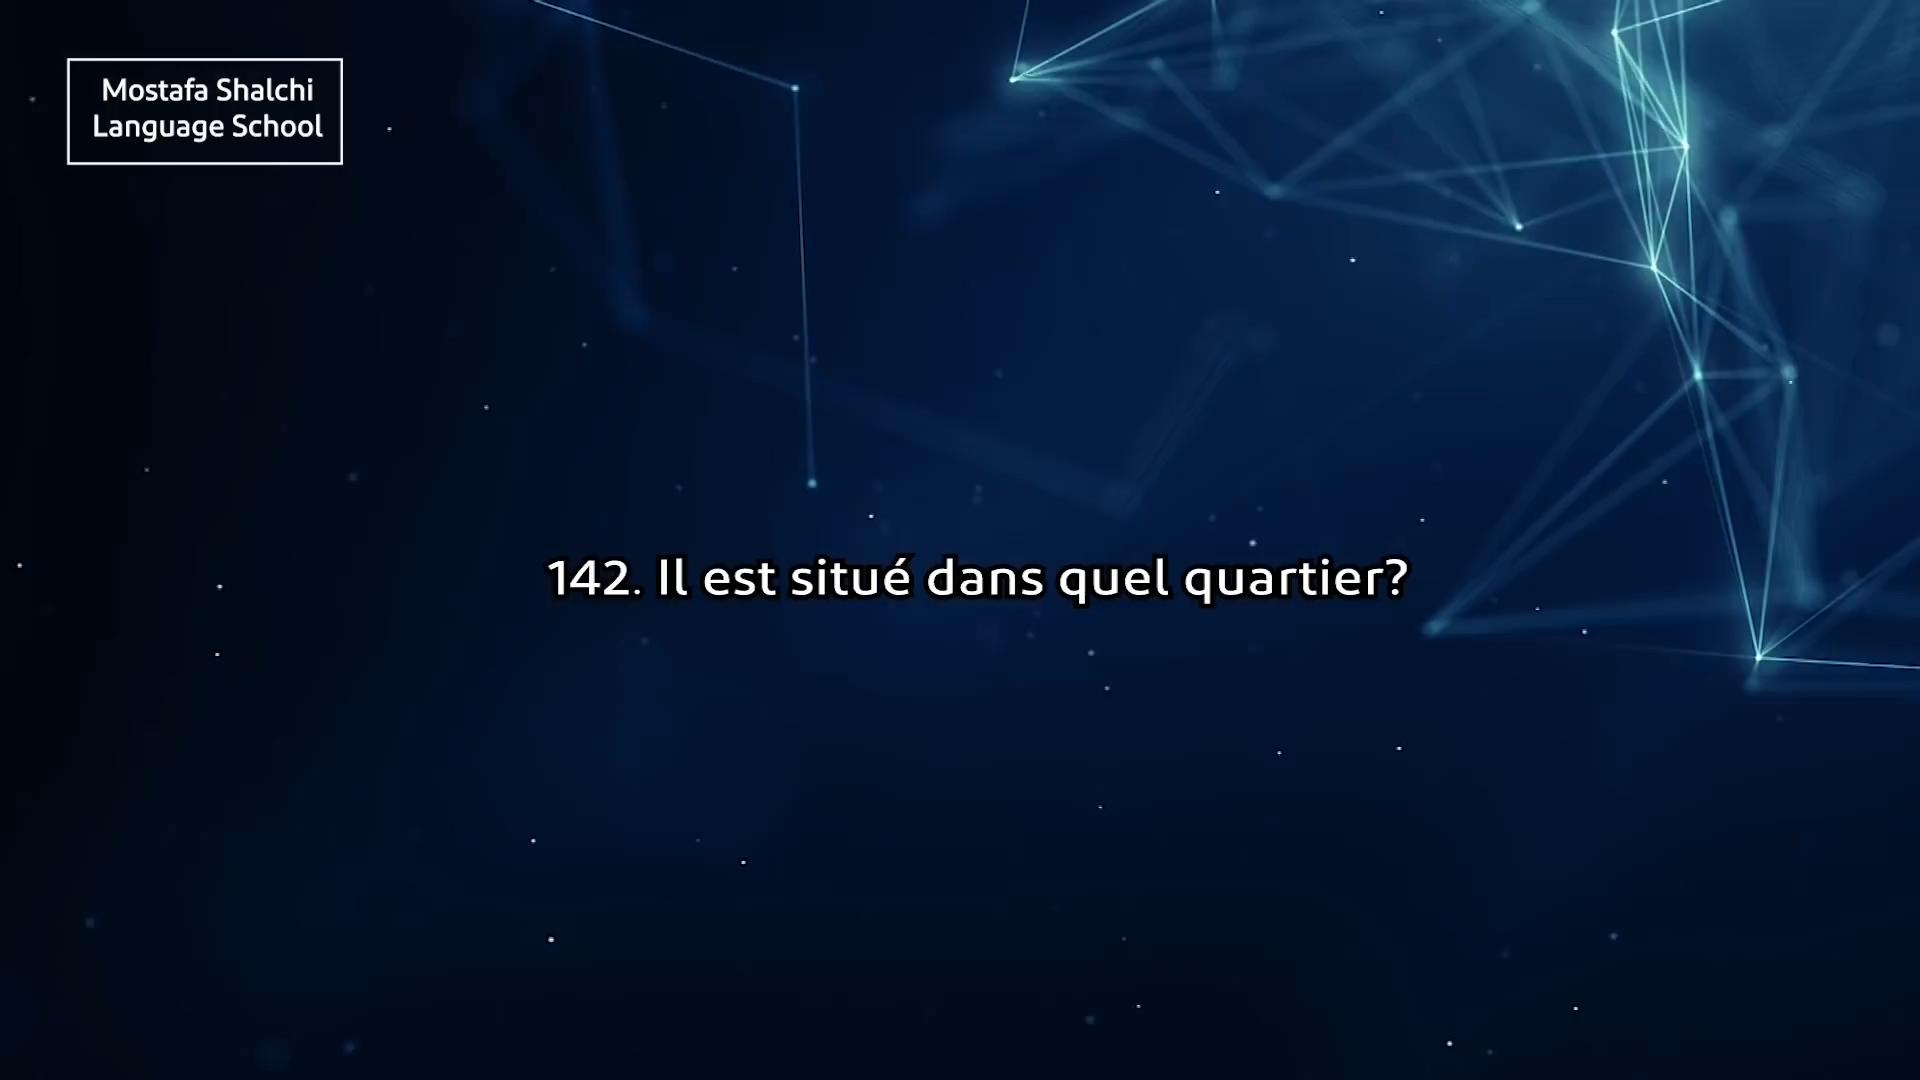 Mostafa Shalchi
Language School
142. Il est situé dans quel quartier?